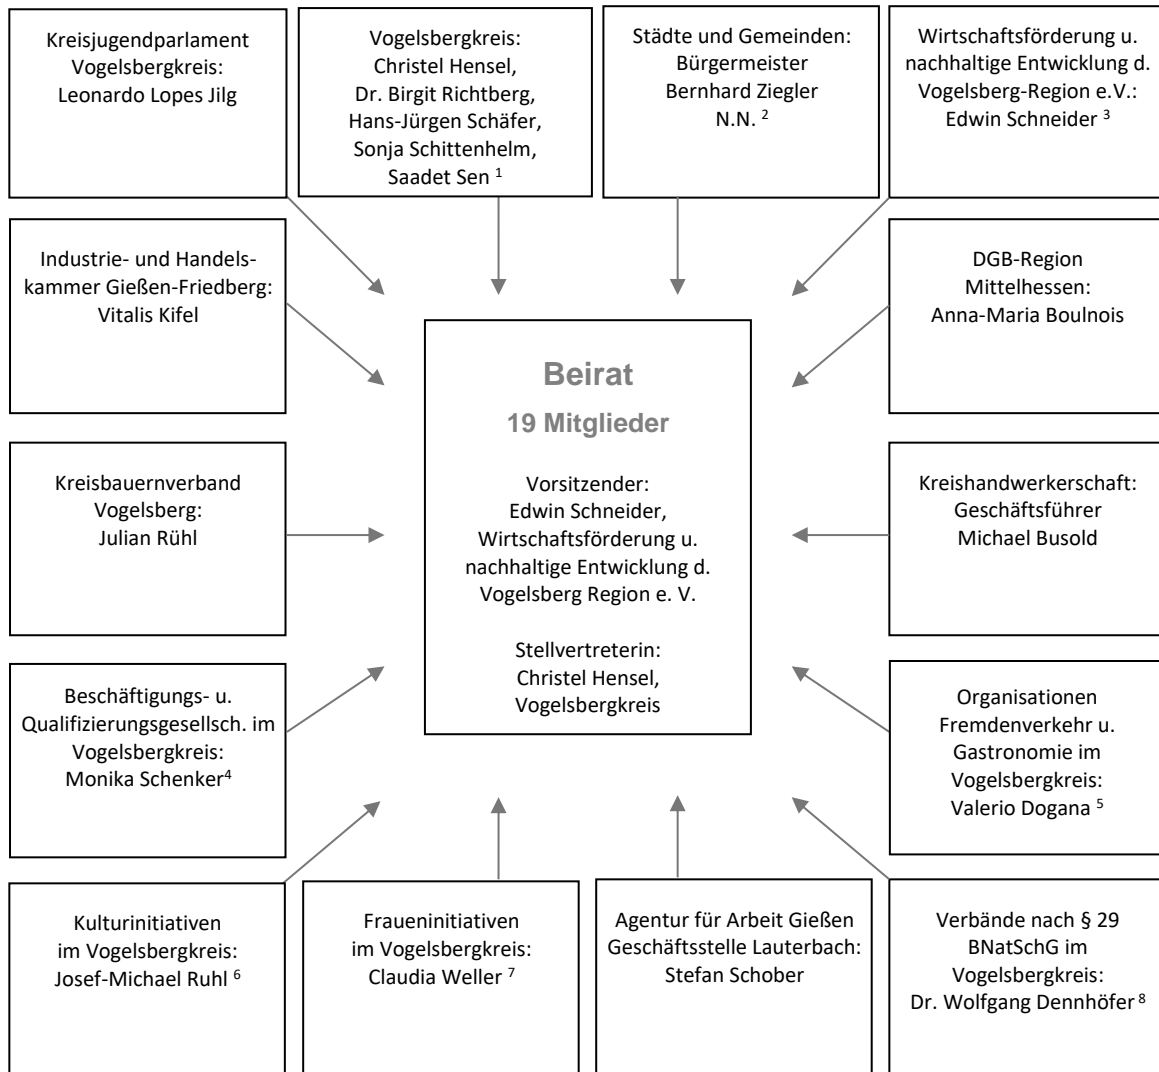 Kreisjugendparlament
Vogelsbergkreis:
Leonardo Lopes Jilg
Vogelsbergkreis:
Christel Hensel,
Dr. Birgit Richtberg,
Hans-Jürgen Schäfer,
Sonja Schittenhelm,
Saadet Sen ¹
Städte und Gemeinden:
Bürgermeister
Bernhard Ziegler
N.N. ²
Wirtschaftsförderung u.
nachhaltige Entwicklung d.
Vogelsberg-Region e.V.:
Edwin Schneider ³
Industrie- und Handels-
kammer Gießen-Friedberg:
Vitalis Kifel
DGB-Region
Mittelhessen:
Anna-Maria Boulnois
Beirat
19 Mitglieder
Vorsitzender:
Edwin Schneider,
Wirtschaftsförderung u.
nachhaltige Entwicklung d.
Vogelsberg Region e. V.
Stellvertreterin:
Christel Hensel,
Vogelsbergkreis
Kreisbauernverband
Vogelsberg:
Julian Rühl
Kreishandwerkerschaft:
Geschäftsführer
Michael Busold
Beschäftigungs- u.
Qualifizierungsgesellsch. im
Vogelsbergkreis:
Monika Schenker⁴
Organisationen
Fremdenverkehr u.
Gastronomie im
Vogelsbergkreis:
Valerio Dogana ⁵
Kulturinitiativen
im Vogelsbergkreis:
Josef-Michael Ruhl ⁶
Fraueninitiativen
im Vogelsbergkreis:
Claudia Weller ⁷
Agentur für Arbeit Gießen
Geschäftsstelle Lauterbach:
Stefan Schober
Verbände nach § 29
BNatSchG im
Vogelsbergkreis:
Dr. Wolfgang Dennhöfer ⁸